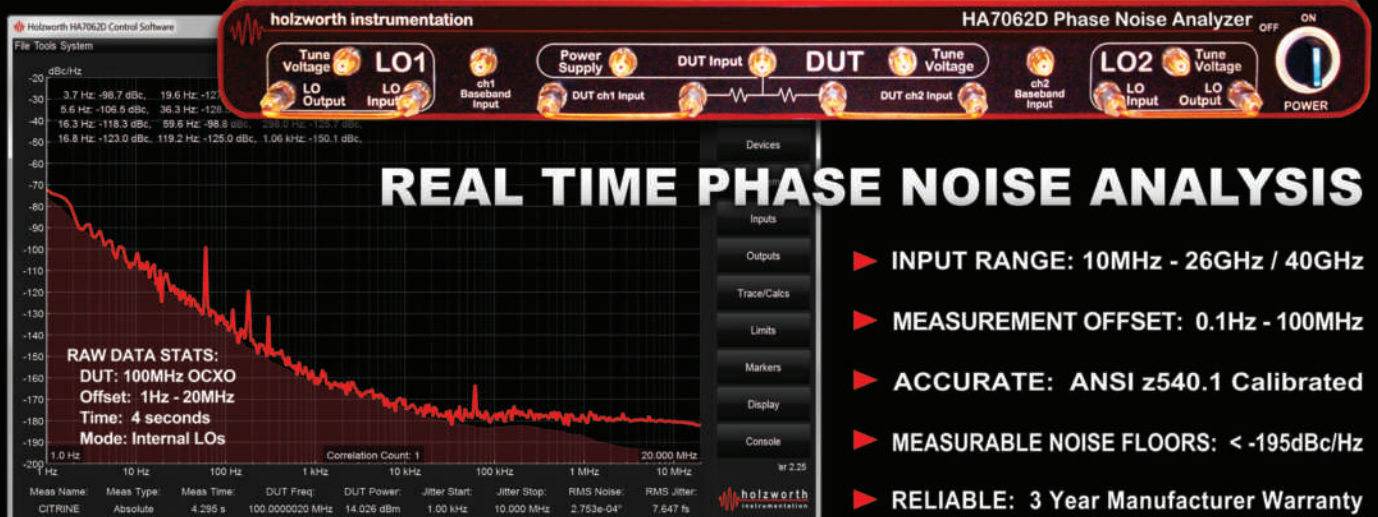 Holzworth HA7062D Control Software
File Tools System
holzworth instrumentation
HA7062D Phase Noise Analyzer
OFF
ON
POWER
Tune Voltage
LO1
LO Output
LO Input
ch1 Baseband Input
Power Supply
DUT Input
DUT
Tune Voltage
DUT ch1 Input
DUT ch2 Input
ch2 Baseband Input
LO2
Tune Voltage
LO Input
LO Output
dBc/Hz
-20
-30
-40
-50
-60
-70
-80
-90
-100
-110
-120
-130
-140
-150
-160
-170
-180
-190
-200
3.7 Hz: -98.7 dBc, 19.6 Hz:
5.6 Hz: -106.5 dBc, 36.3 Hz:
16.3 Hz: -118.3 dBc, 59.6 Hz: -98.8 dBc, 298.0 Hz: -125.7 dBc,
16.8 Hz: -123.0 dBc, 119.2 Hz: -125.0 dBc, 1.06 kHz: -150.1 dBc,
REAL TIME PHASE NOISE ANALYSIS
Devices
Inputs
Outputs
Trace/Calcs
Limits
Markers
Display
Console
INPUT RANGE: 10MHz - 26GHz / 40GHz
MEASUREMENT OFFSET: 0.1Hz - 100MHz
ACCURATE: ANSI z540.1 Calibrated
MEASURABLE NOISE FLOORS: < -195dBc/Hz
RELIABLE: 3 Year Manufacturer Warranty
RAW DATA STATS:
DUT: 100MHz OCXO
Offset: 1Hz - 20MHz
Time: 4 seconds
Mode: Internal LOs
1.0 Hz
Correlation Count: 1
20.000 MHz
1 Hz 10 Hz 100 Hz 1 kHz 10 kHz 100 kHz 1 MHz 10 MHz
2.25
Meas Name: Meas Type: Meas Time: DUT Freq: DUT Power: Jitter Start: Jitter Stop: RMS Noise: RMS Jitter:
CITRINE Absolute 4.295 s 100.0000020 MHz 14.026 dBm 1.00 kHz 10.000 MHz 2.753e-04° 7.647 fs
holzworth
instrumentation